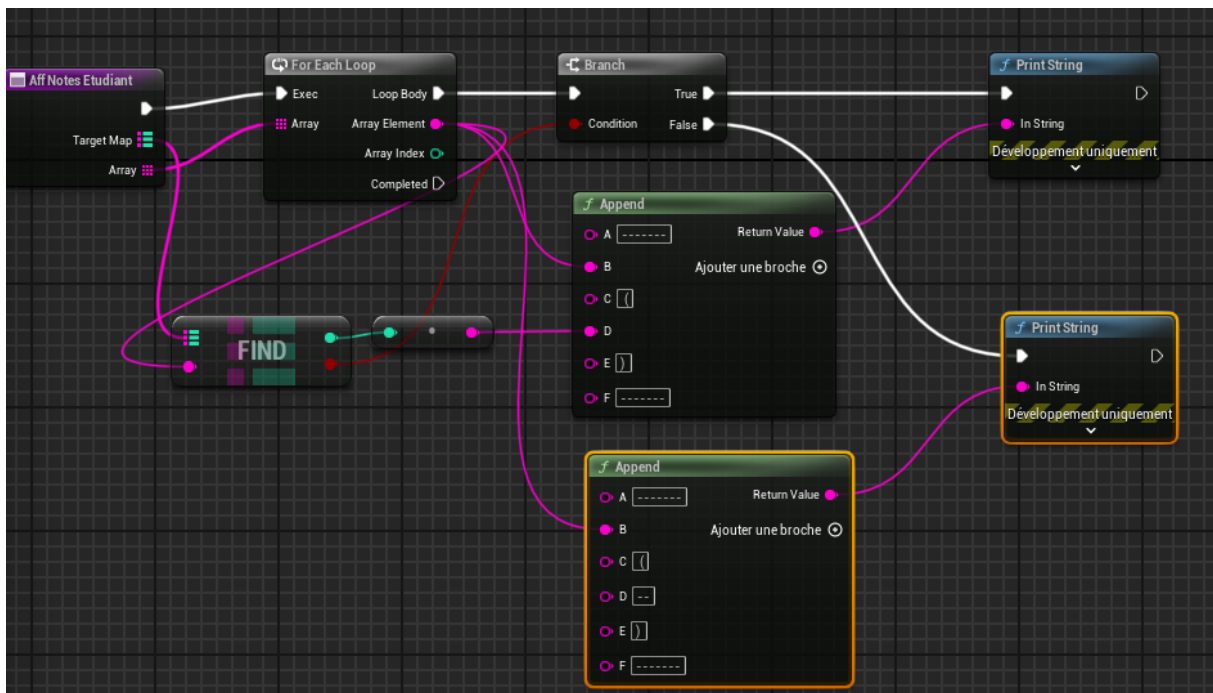 Aff Notes Etudiant
Target Map
Array
For Each Loop
Exec
Loop Body
Array
Array Element
Array Index
Completed
Branch
True
Condition
False
Print String
In String
Développement uniquement
FIND
Append
A -------
Return Value
B
Ajouter une broche
C (
D
E )
F -------
Print String
In String
Développement uniquement
Append
A -------
Return Value
B
Ajouter une broche
C (
D --
E )
F -------